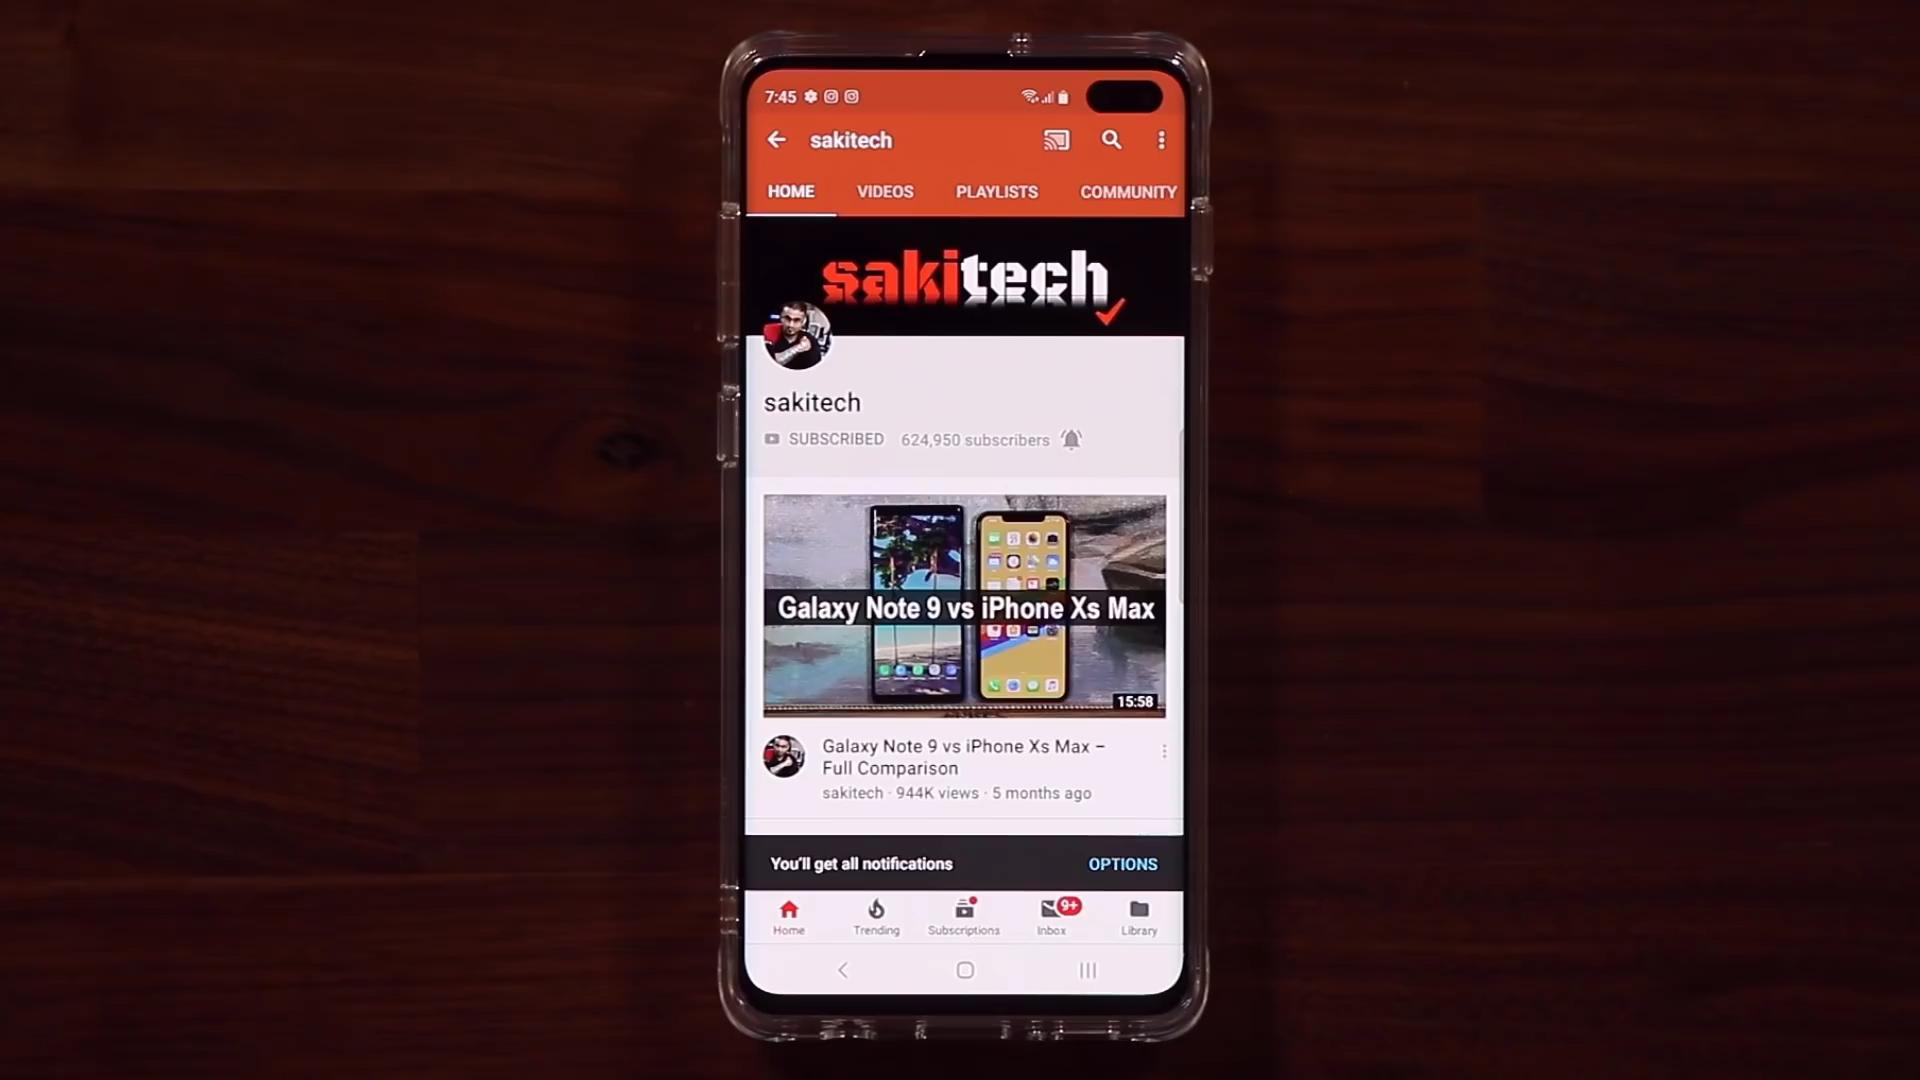 7:45
sakitech
HOME VIDEOS PLAYLISTS COMMUNITY
sakitech
sakitech
SUBSCRIBED 624,950 subscribers
Galaxy Note 9 vs iPhone Xs Max
15:58
Galaxy Note 9 vs iPhone Xs Max –
Full Comparison
sakitech · 944K views · 5 months ago
You'll get all notifications OPTIONS
9+
Home Trending Subscriptions Inbox Library